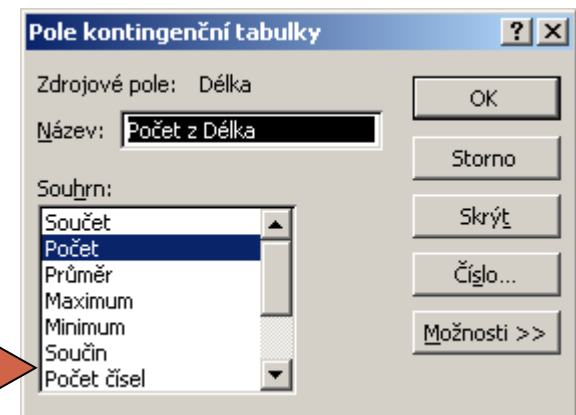 Pole kontingenční tabulky
Zdrojové pole: Délka
Název: Počet z Délka
Souhrn:
Součet
Počet
Průměr
Maximum
Minimum
Součin
Počet čísel
OK
Storno
Skrýt
Číslo...
Možnosti >>